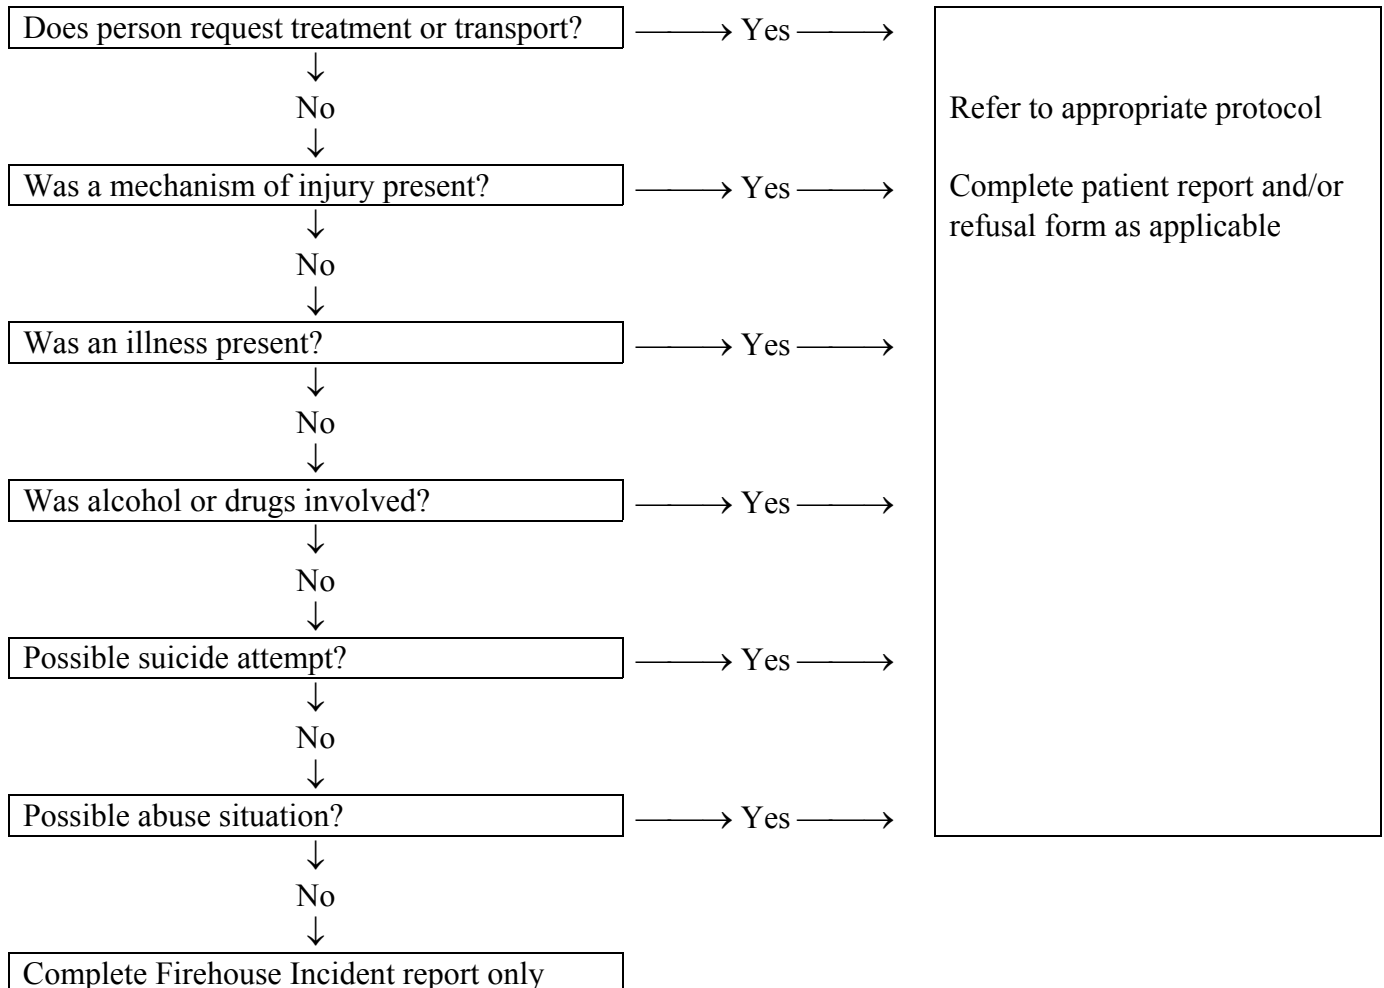 Does person request treatment or transport?
Yes
No
Refer to appropriate protocol
Was a mechanism of injury present?
Yes
Complete patient report and/or
refusal form as applicable
No
Was an illness present?
Yes
No
Was alcohol or drugs involved?
Yes
No
Possible suicide attempt?
Yes
No
Possible abuse situation?
Yes
No
Complete Firehouse Incident report only